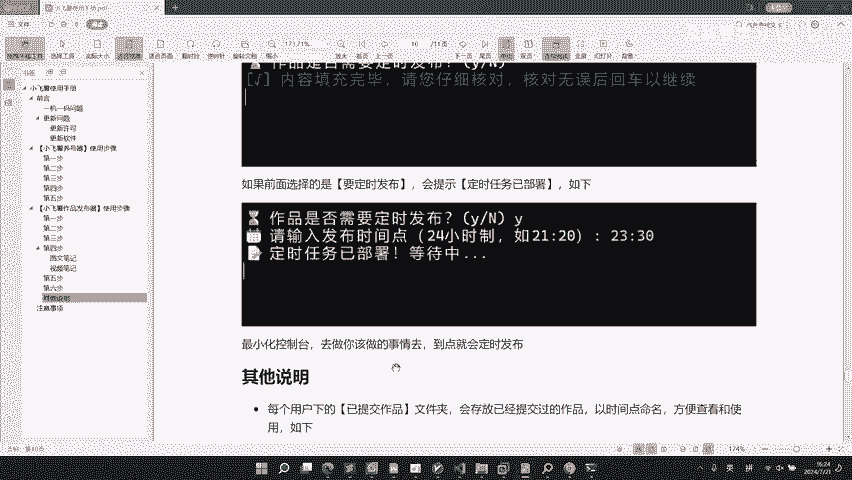 小飞薯使用手册.pdf
文件
标签
小飞薯使用手册
前言
一机一码问题
更新问题
更新许可
更新软件
【小飞薯养号器】使用步骤
第一步
第二步
第三步
第四步
第五步
【小飞薯作品发布器】使用步骤
第一步
第二步
第三步
第四步
图文笔记
视频笔记
第五步
第六步
其他说明
注意事项
作品是否需要定时发布？(y/N) y
[√] 内容填充完毕，请您仔细核对，核对无误后回车以继续
如果前面选择的是【要定时发布】，会提示【定时任务已部署】，如下
作品是否需要定时发布？(y/N) y
请输入发布时间点 (24小时制，如21:20) : 23:30
定时任务已部署！等待中...
最小化控制台，去做你该做的事情去，到点就会定时发布
其他说明
• 每个用户下的【已提交作品】文件夹，会存放已经提交过的作品，以时间点命名，方便查看和使
用，如下
124%
英 拼
16:24
2024/7/21